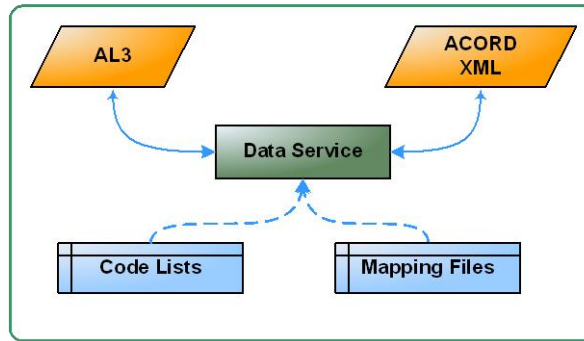 AL3
ACORD
XML
Data Service
Code Lists
Mapping Files